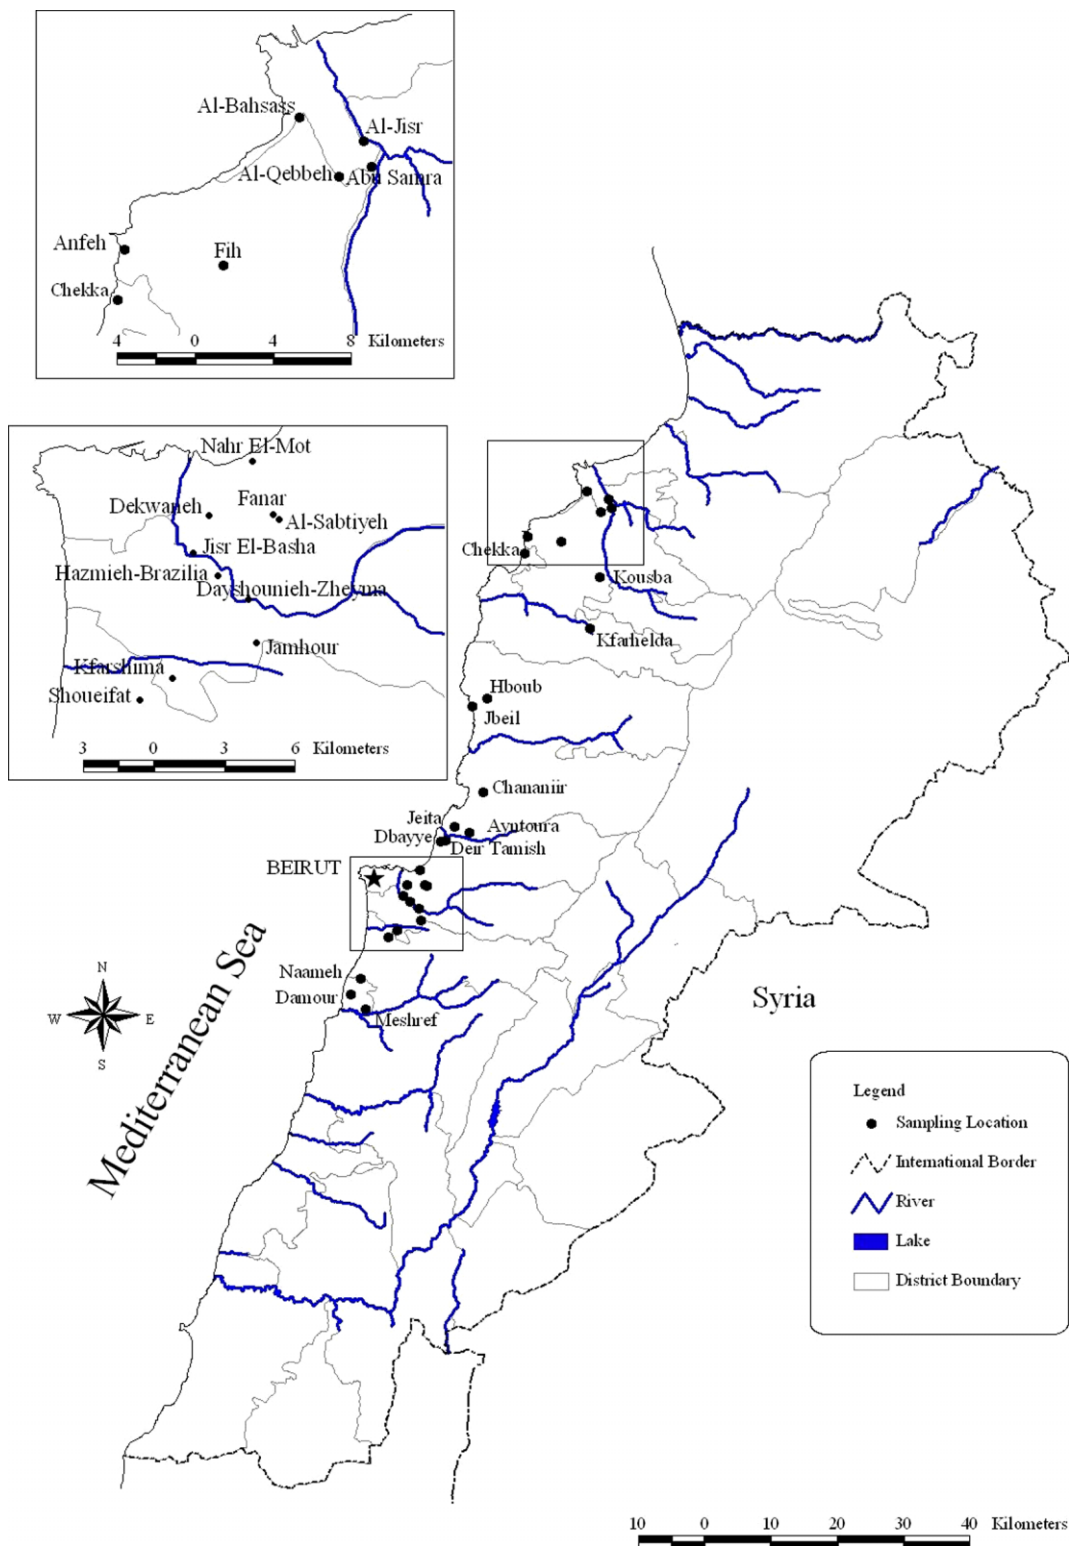 Al-Bahsass
Al-Jisr
Al-Qebbeh
Abu Samra
Anfeh
Fih
Chekka
4 0 4 8 Kilometers
Nahr El-Mot
Dekwaneh
Fanar
Al-Sabtiyeh
Jisr El-Basha
Hazmieh-Brazilia
Dayshounieh-Zheyma
Jamhour
Kfarshima
Shoueifat
3 0 3 6 Kilometers
Chekka
Kousba
Kfarhelda
Hboub
Jbeil
Chananiir
Jeita
Ayntoura
Dbayye
Deir Tamish
BEIRUT
Naameh
Damour
Meshref
Mediterranean Sea
N
W E
S
Syria
Legend
Sampling Location
International Border
River
Lake
District Boundary
10 0 10 20 30 40 Kilometers